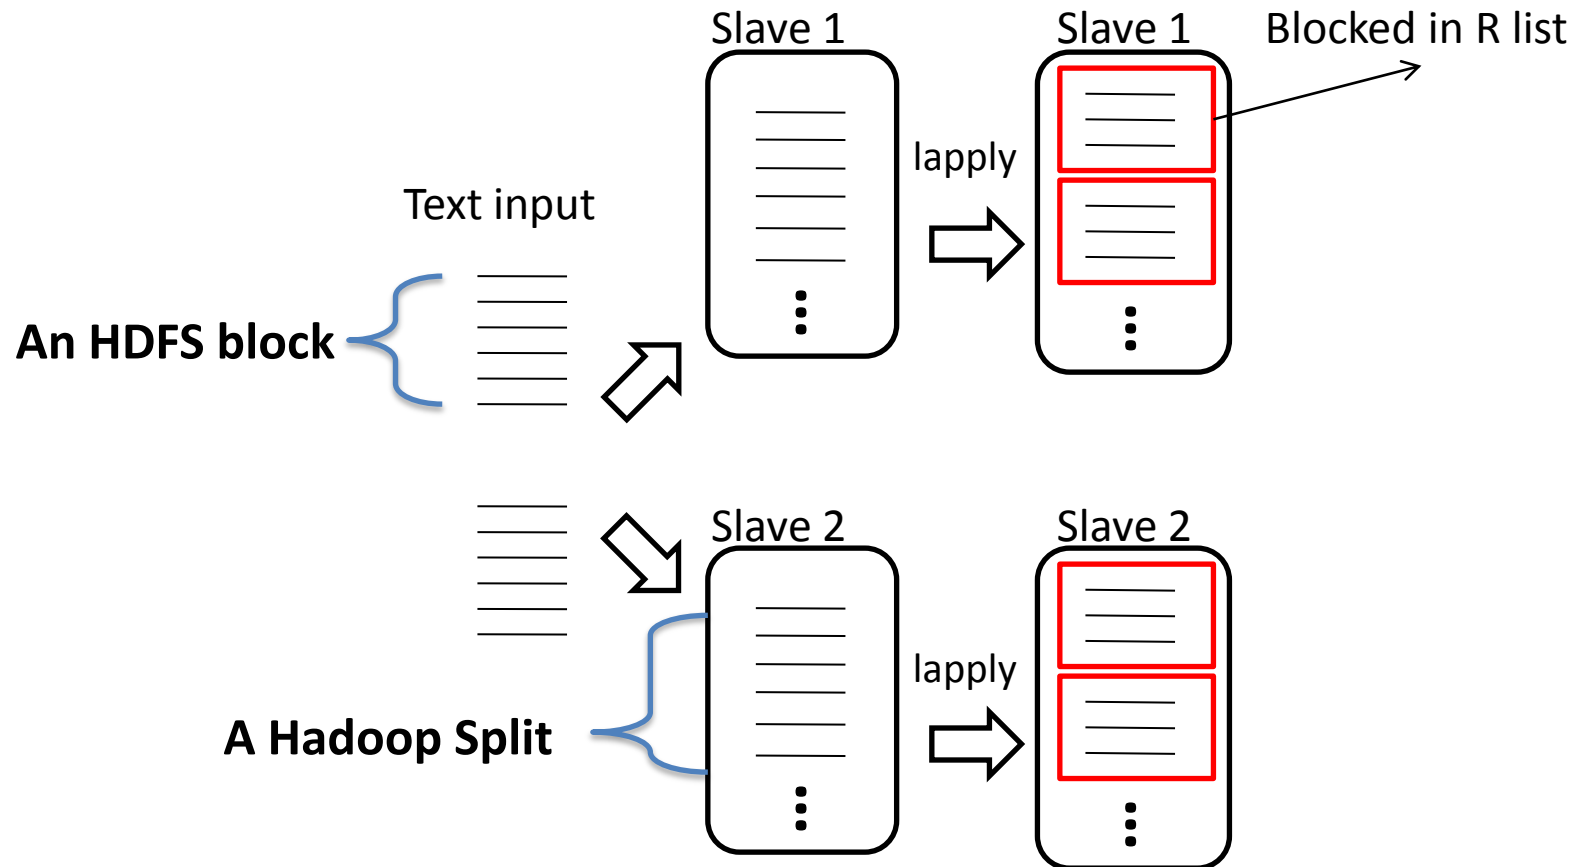 Slave 1
Slave 1
Blocked in R list
lapply
Text input
An HDFS block
Slave 2
Slave 2
lapply
A Hadoop Split